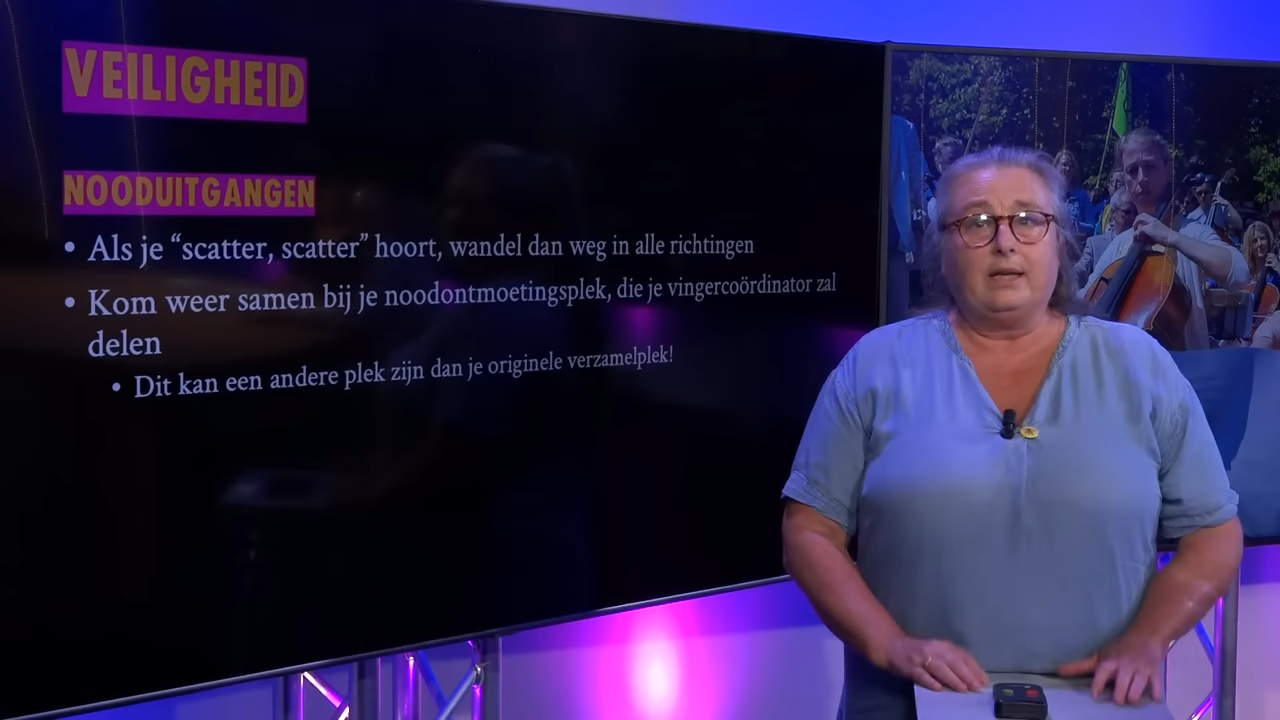 VEILIGHEID
NOODUITGANGEN
• Als je “scatter, scatter” hoort, wandel dan weg in alle richtingen
• Kom weer samen bij je noodontmoetingsplek, die je vingercoördinator zal
delen
• Dit kan een andere plek zijn dan je originele verzamelplek!